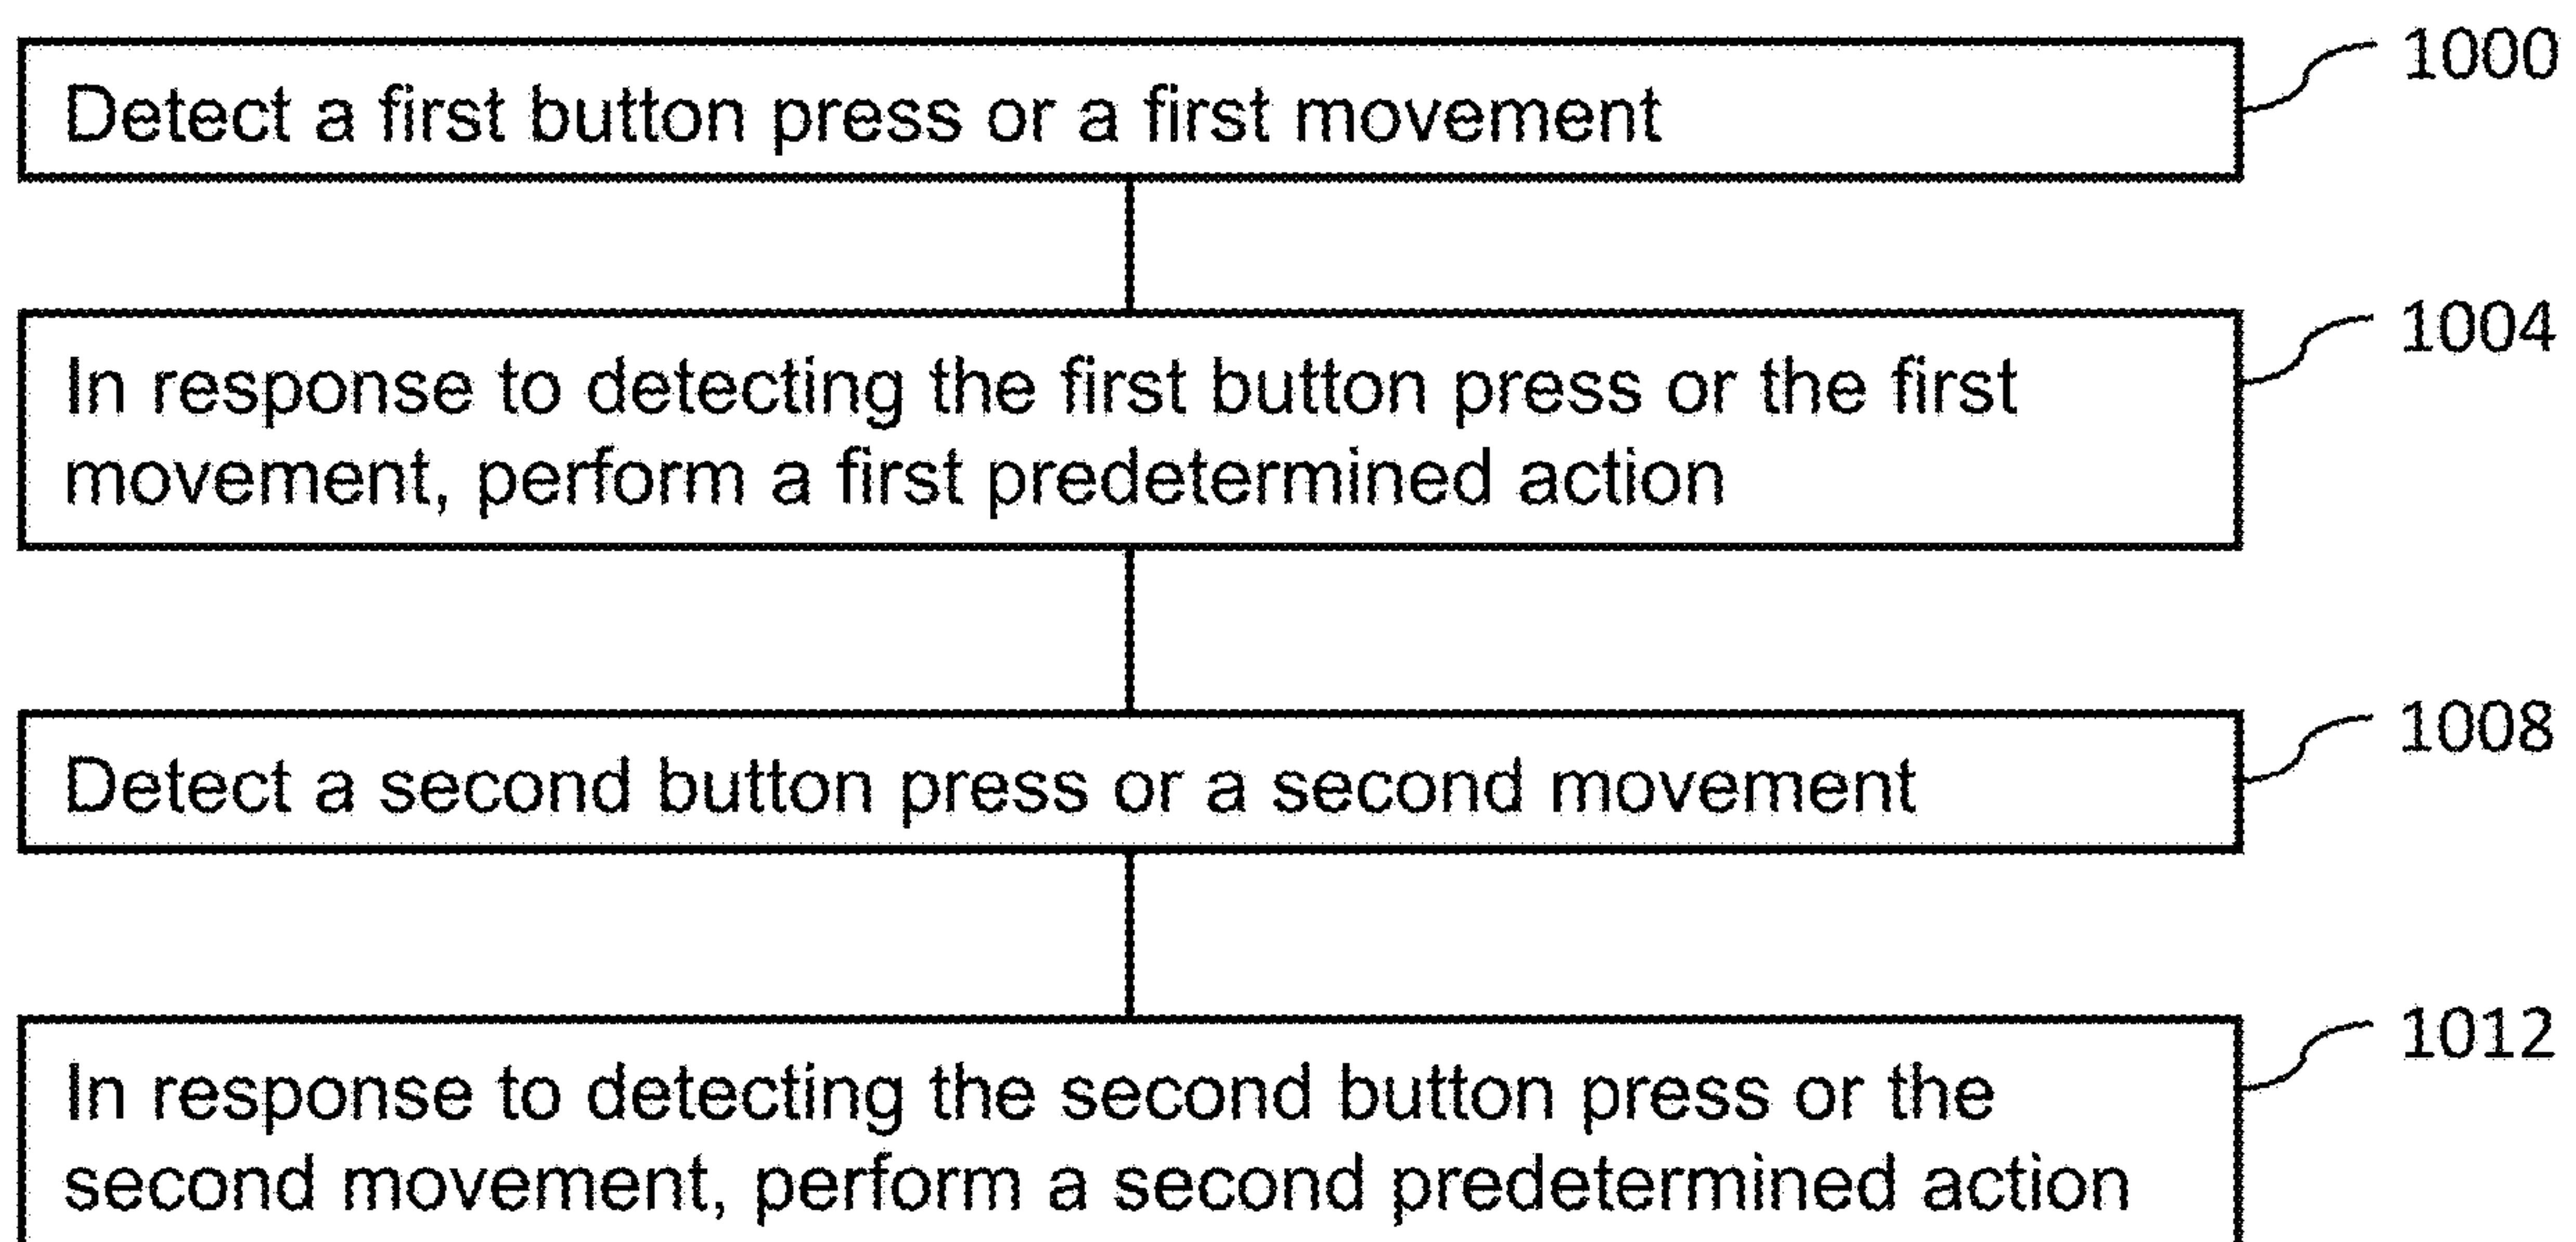 Detect a first button press or a first movement
1000
In response to detecting the first button press or the first
movement, perform a first predetermined action
1004
Detect a second button press or a second movement
1008
In response to detecting the second button press or the
second movement, perform a second predetermined action
1012